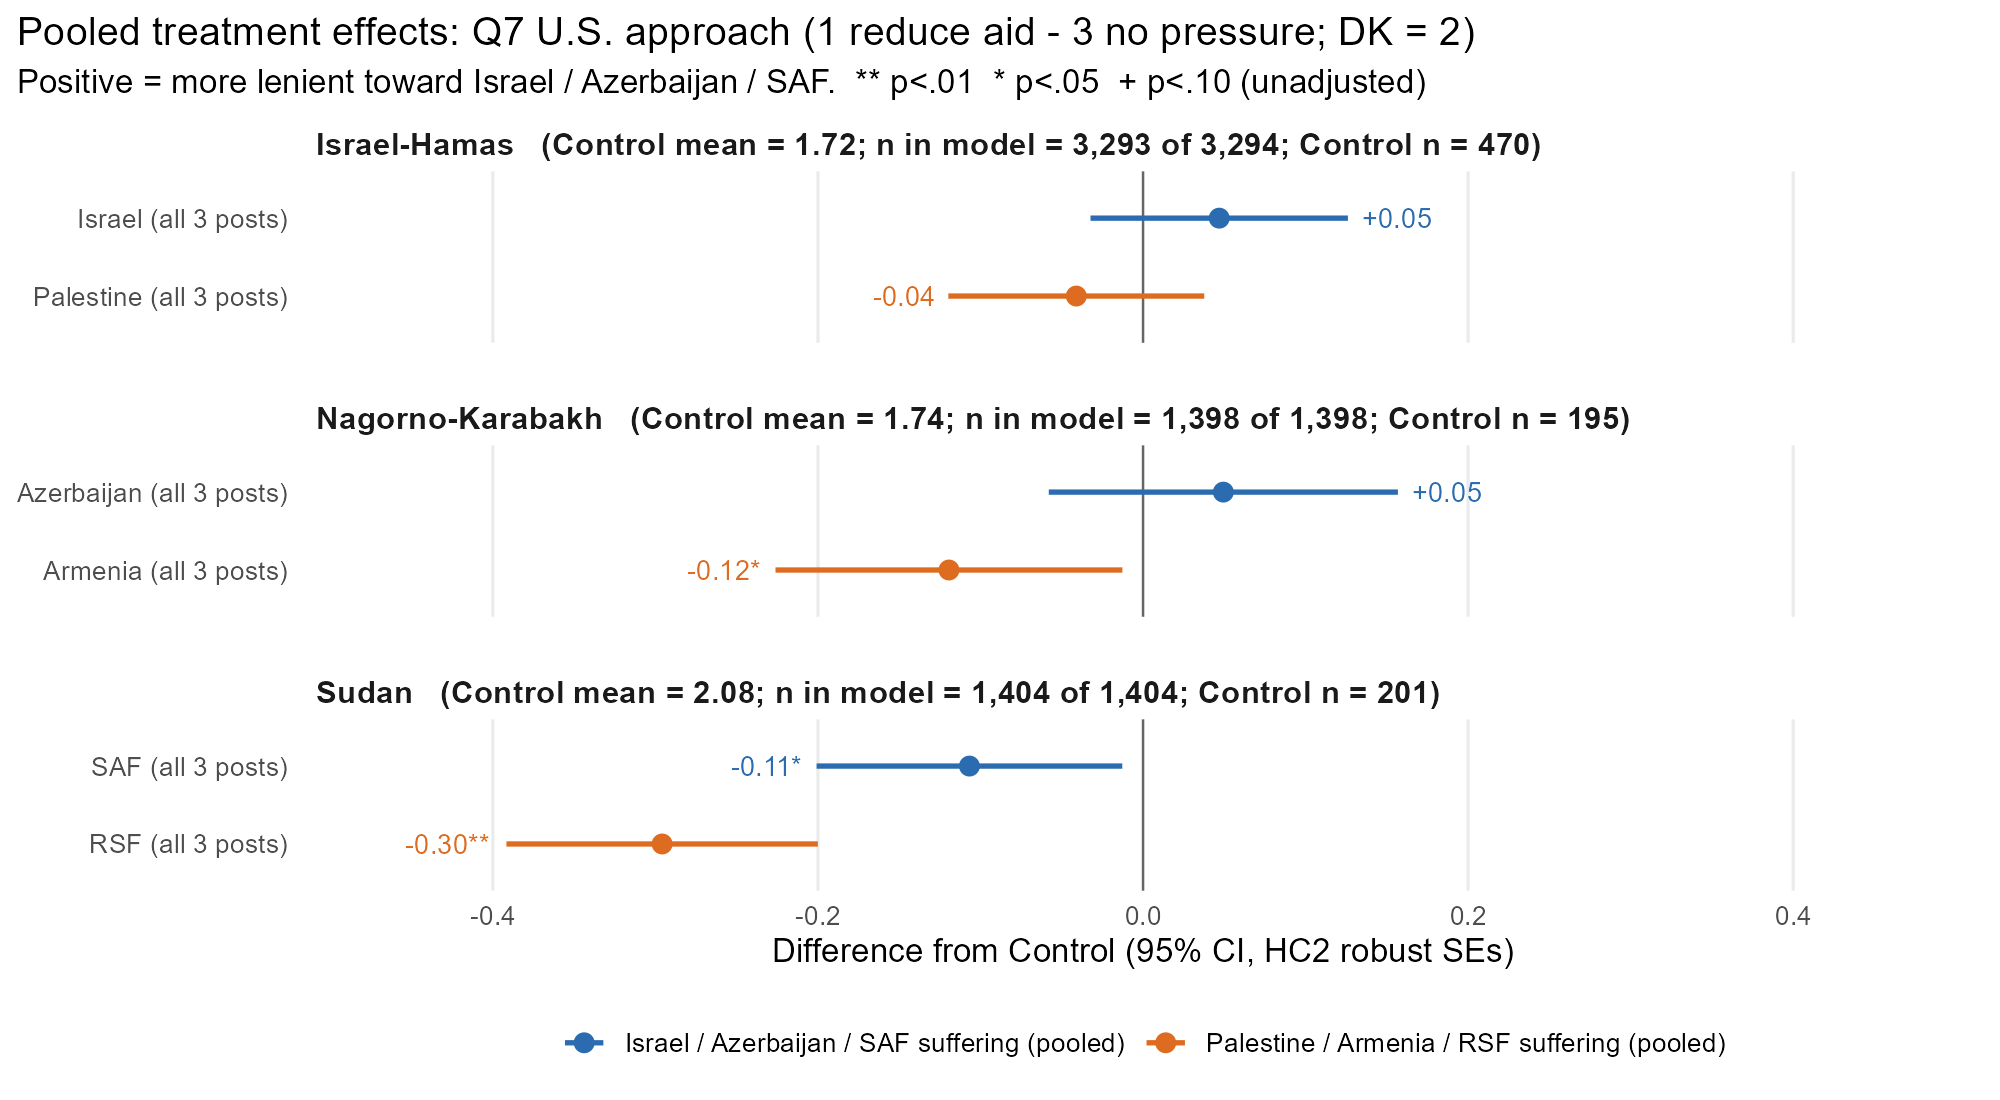 Pooled treatment effects: Q7 U.S. approach (1 reduce aid - 3 no pressure; DK = 2)
Positive = more lenient toward Israel / Azerbaijan / SAF.  ** p<.01  * p<.05  + p<.10 (unadjusted)
Israel-Hamas   (Control mean = 1.72; n in model = 3,293 of 3,294; Control n = 470)
Israel (all 3 posts)
+0.05
Palestine (all 3 posts)
-0.04
Nagorno-Karabakh   (Control mean = 1.74; n in model = 1,398 of 1,398; Control n = 195)
Azerbaijan (all 3 posts)
+0.05
Armenia (all 3 posts)
-0.12*
Sudan   (Control mean = 2.08; n in model = 1,404 of 1,404; Control n = 201)
SAF (all 3 posts)
-0.11*
RSF (all 3 posts)
-0.30**
-0.4 -0.2 0.0 0.2 0.4
Difference from Control (95% CI, HC2 robust SEs)
Israel / Azerbaijan / SAF suffering (pooled) Palestine / Armenia / RSF suffering (pooled)